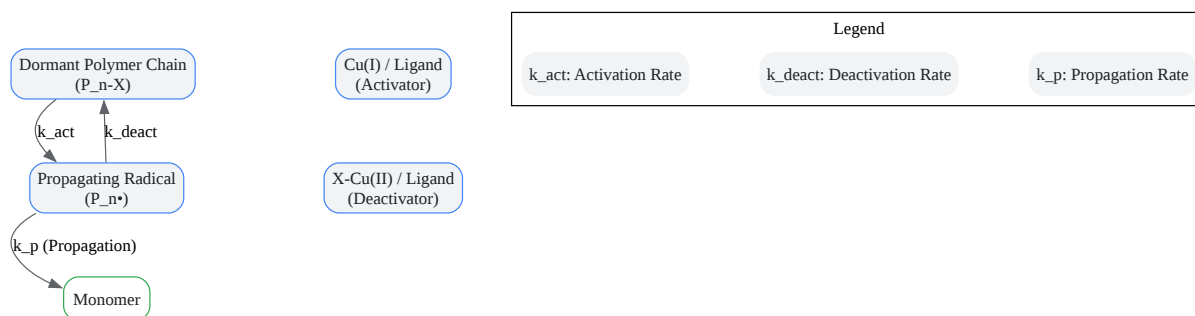 Legend
Dormant Polymer Chain
(P_n-X)
Cu(I) / Ligand
(Activator)
k_act: Activation Rate
k_deact: Deactivation Rate
k_p: Propagation Rate
k_act
k_deact
Propagating Radical
(P_n•)
X-Cu(II) / Ligand
(Deactivator)
k_p (Propagation)
Monomer